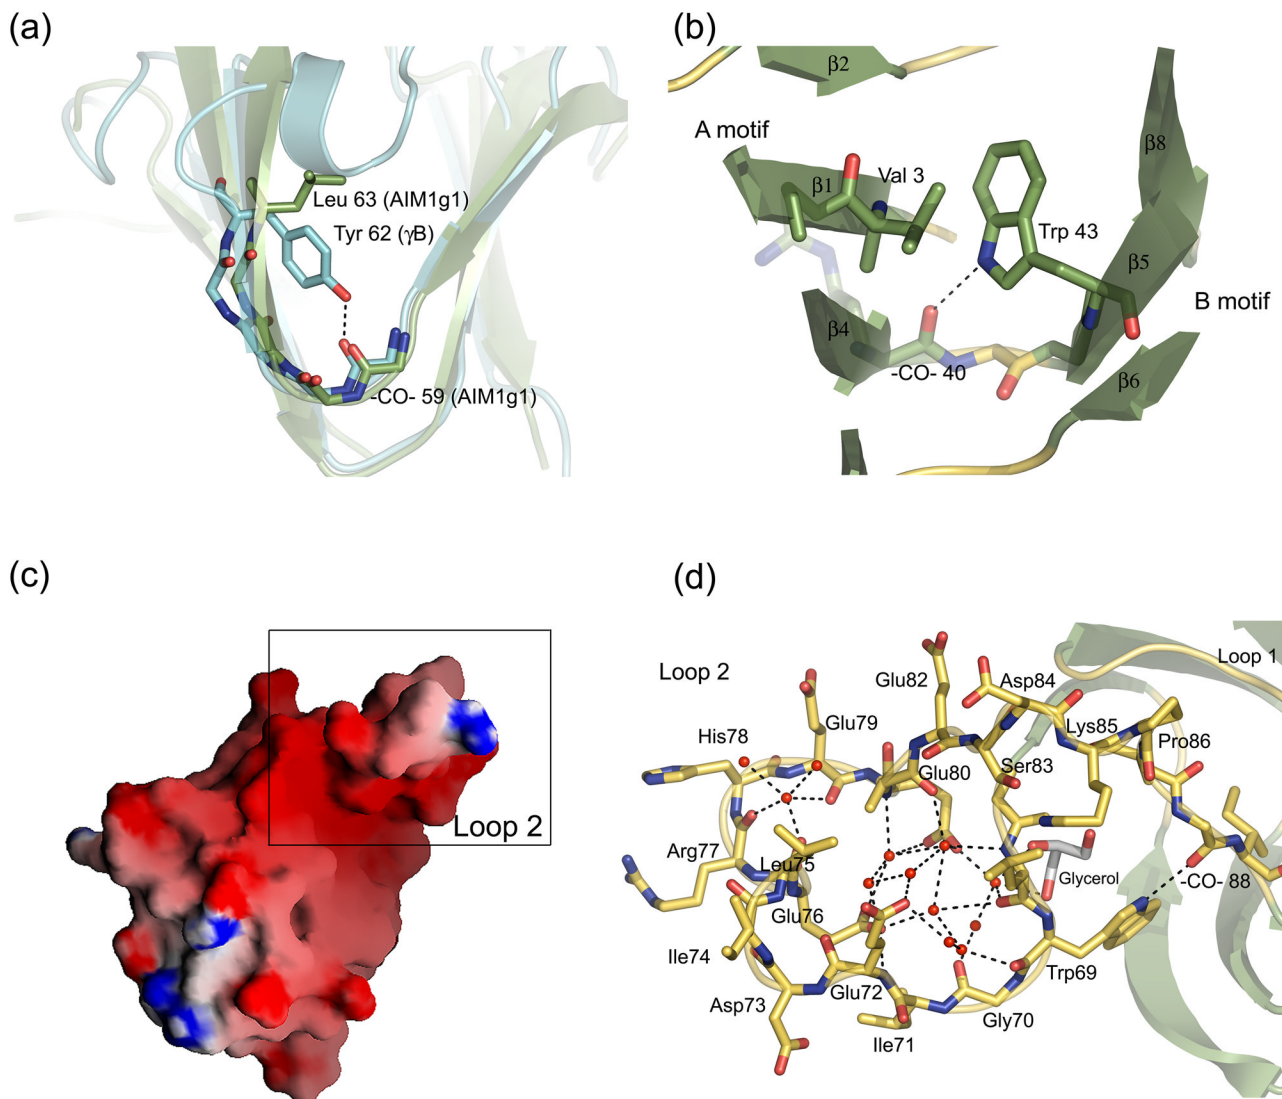 (a)
Leu 63 (AIM1g1)
Tyr 62 (γB)
-CO- 59 (AIM1g1)
(b)
β2
A motif
β1
Val 3
β8
Trp 43
β5
B motif
β4
-CO- 40
β6
(c)
Loop 2
(d)
Loop 2
Loop 1
Glu82
Asp84
Glu79
Lys85
His78
Pro86
Glu80
Ser83
Arg77
Leu75
Glycerol
-CO- 88
Glu76
Ile74
Trp69
Glu72
Asp73
Gly70
Ile71